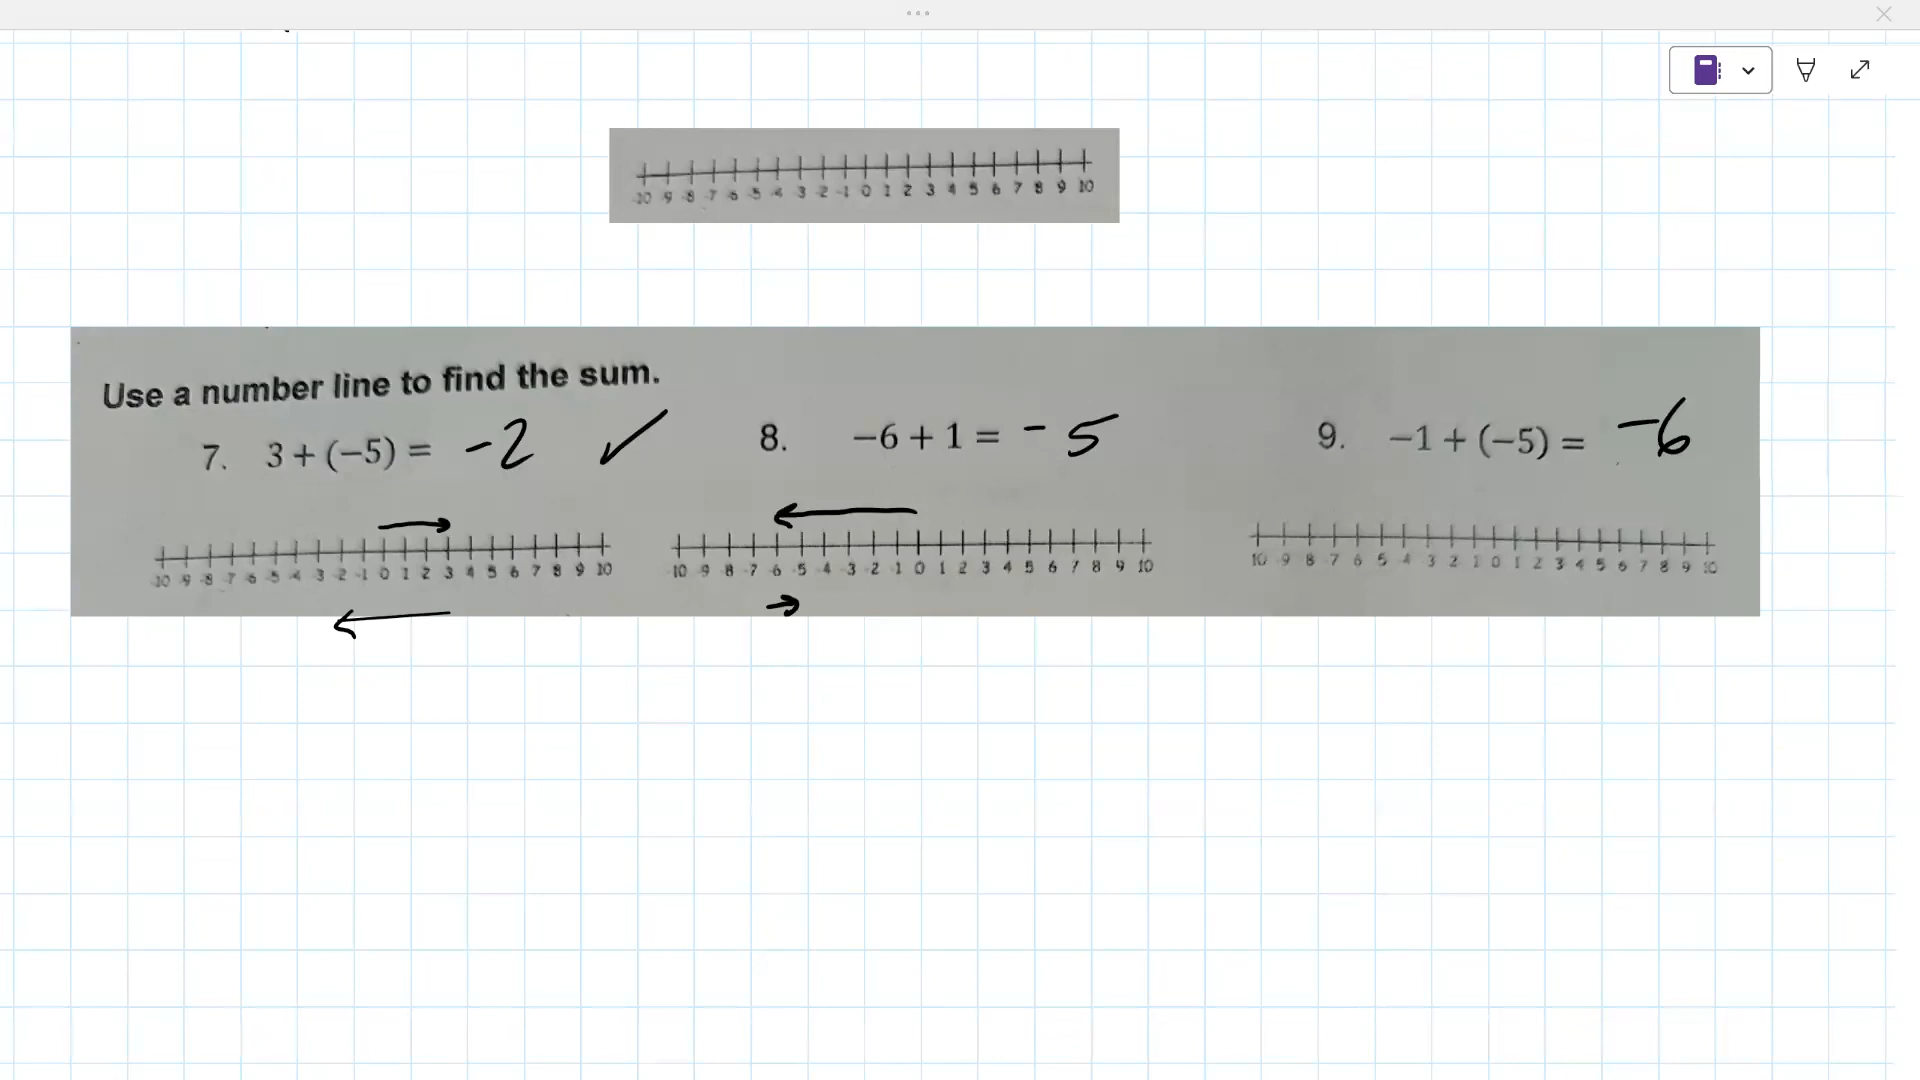 -10 -9 -8 -7 -6 -5 -4 -3 -2 -1 0 1 2 3 4 5 6 7 8 9 10
Use a number line to find the sum.
7. 3 + (−5) = -2 ✓
8. −6 + 1 = -5
9. −1 + (−5) = -6
-10 -9 -8 -7 -6 -5 -4 -3 -2 -1 0 1 2 3 4 5 6 7 8 9 10
-10 -9 -8 -7 -6 -5 -4 -3 -2 -1 0 1 2 3 4 5 6 7 8 9 10
10 9 8 7 6 5 4 3 2 1 0 1 2 3 4 5 6 7 8 9 10